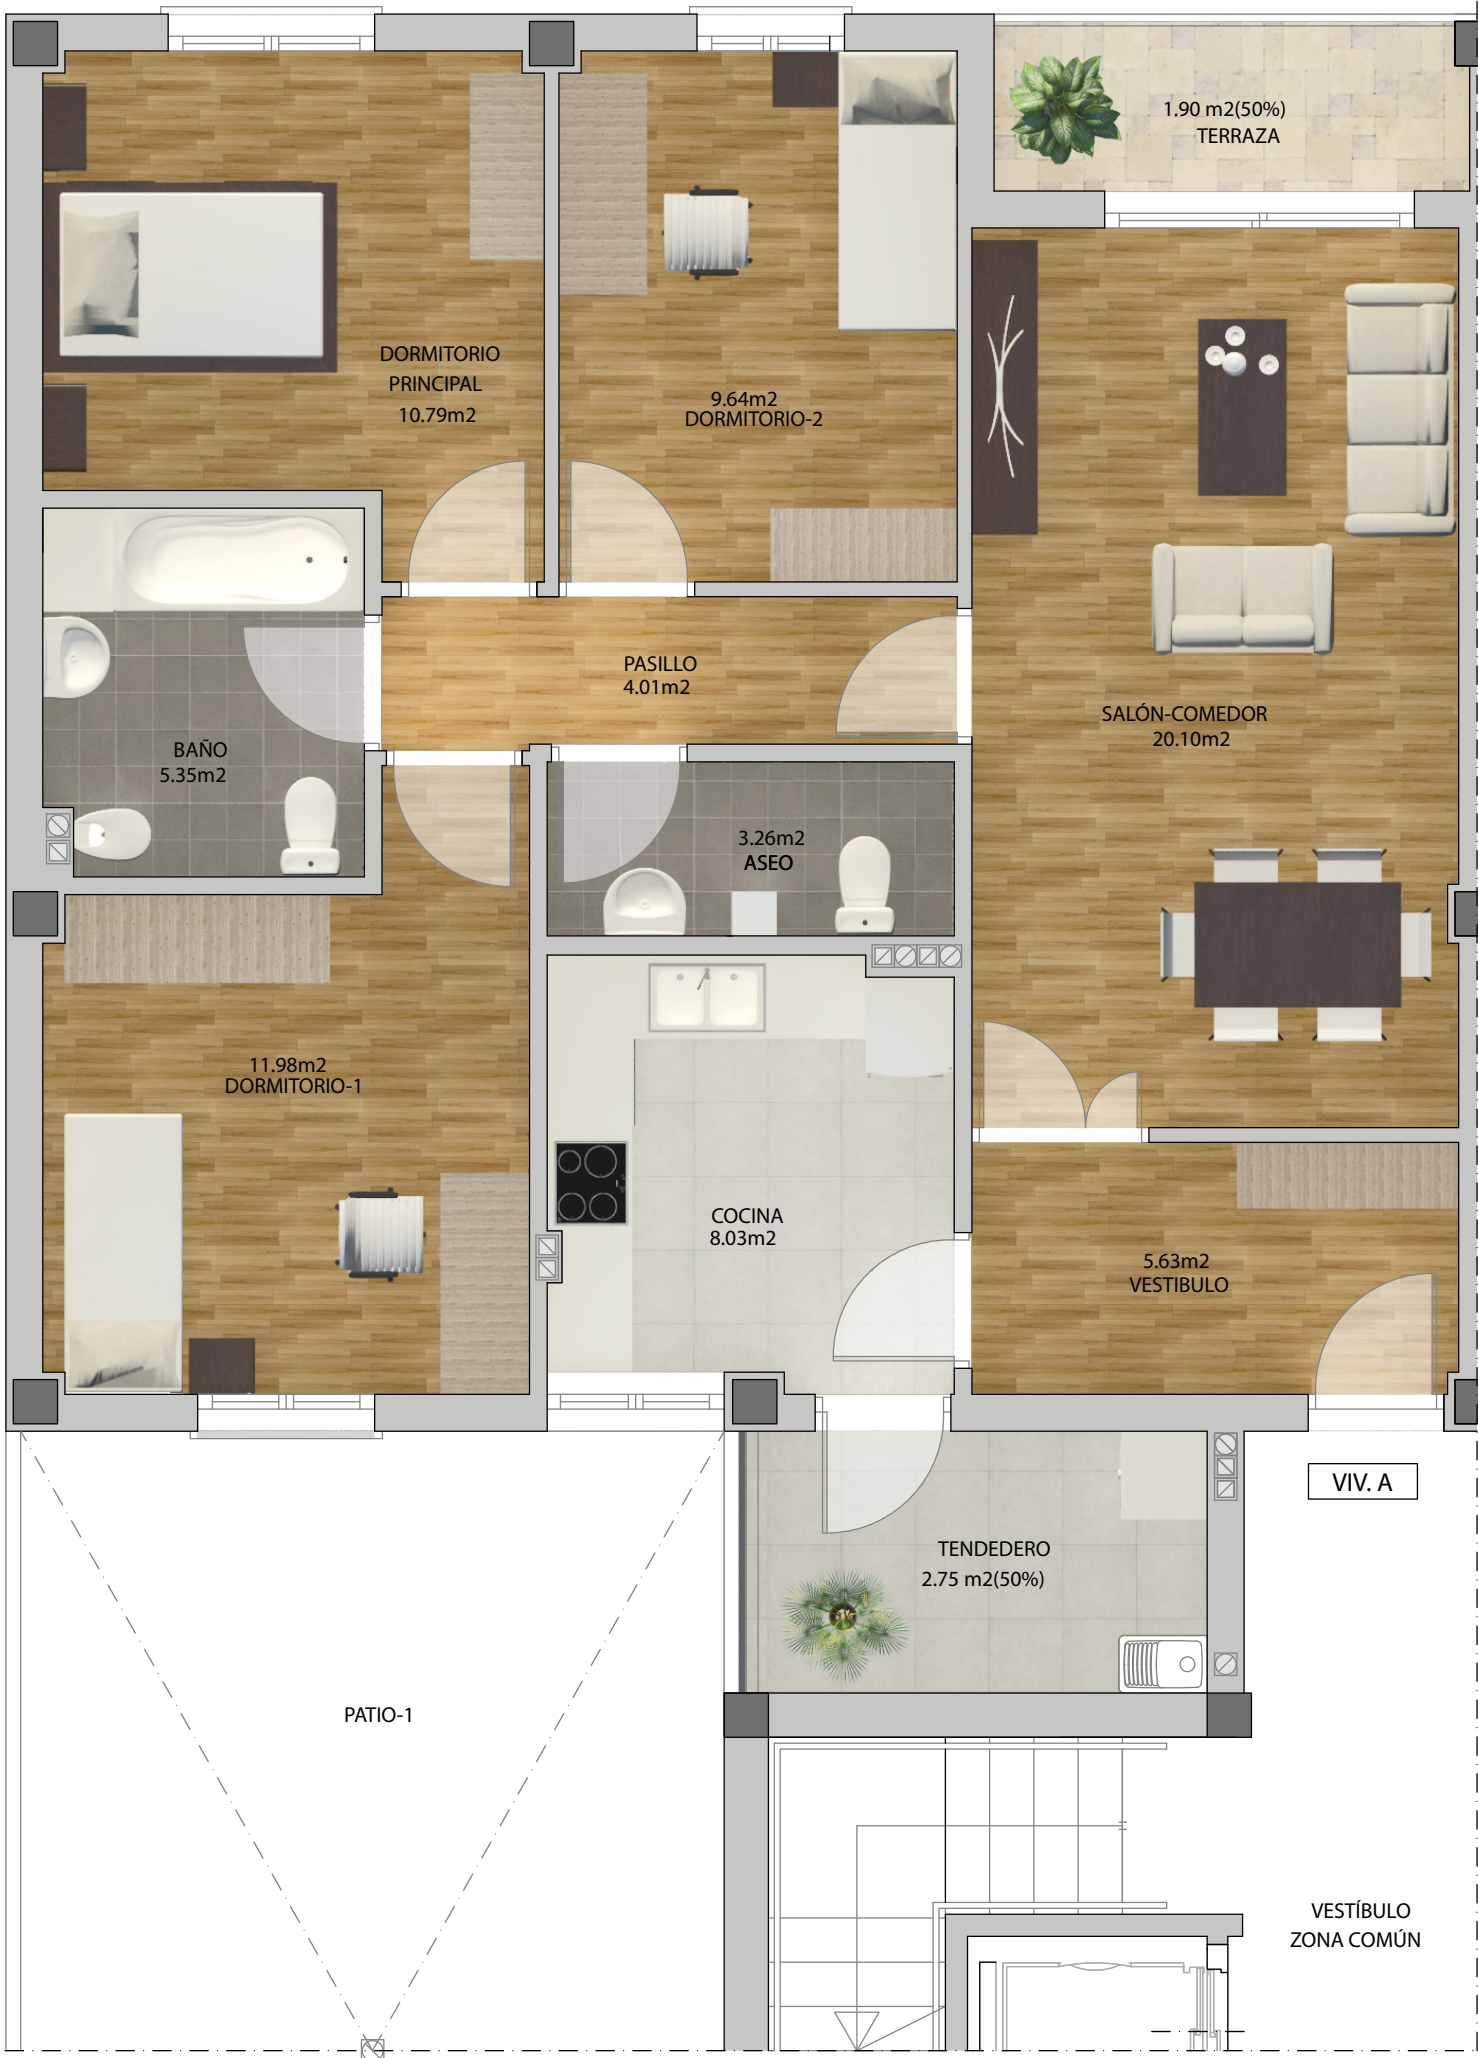 1.90 m2(50%)
TERRAZA
DORMITORIO
PRINCIPAL
10.79m2
9.64m2
DORMITORIO-2
PASILLO
4.01m2
SALÓN-COMEDOR
20.10m2
BAÑO
5.35m2
3.26m2
ASEO
11.98m2
DORMITORIO-1
COCINA
8.03m2
5.63m2
VESTIBULO
VIV. A
TENDEDERO
2.75 m2(50%)
PATIO-1
VESTÍBULO
ZONA COMÚN